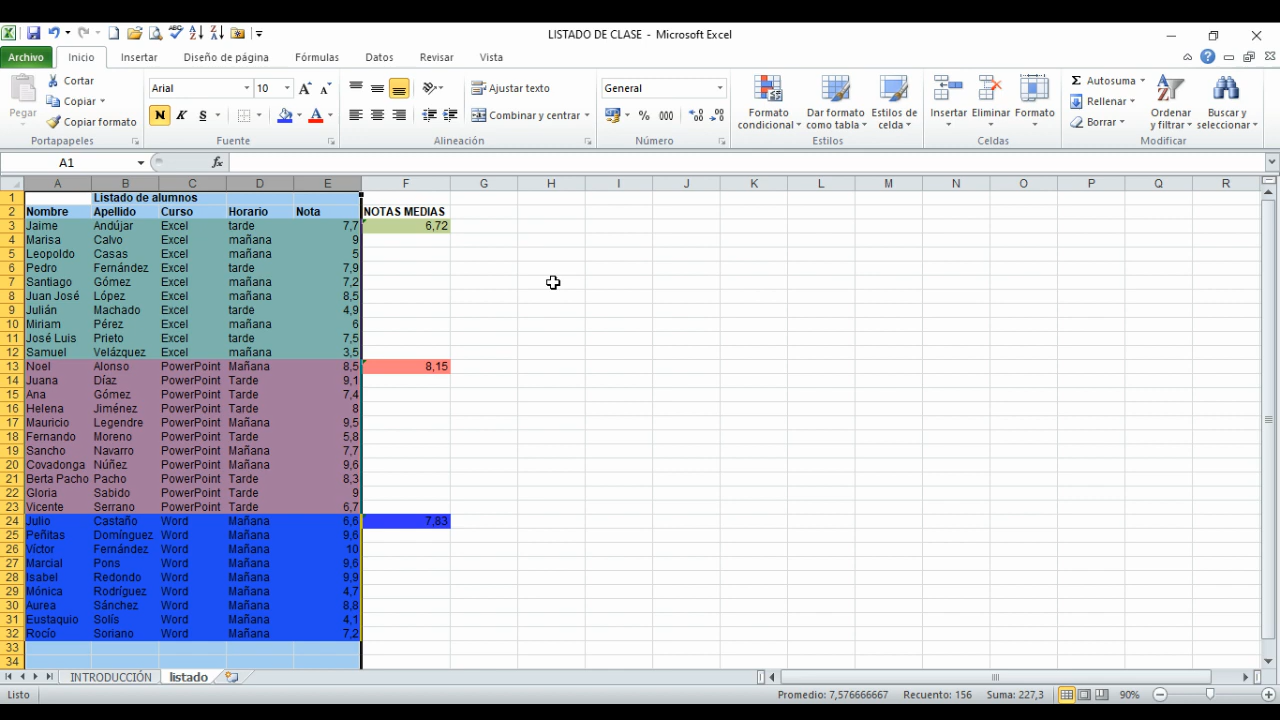 LISTADO DE CLASE - Microsoft Excel
Archivo Inicio Insertar Diseño de página Fórmulas Datos Revisar Vista
Pegar
Cortar
Copiar
Copiar formato
Portapapeles
Arial 10
N K S
Fuente
Ajustar texto
Combinar y centrar
Alineación
General
% 000
Número
Formato condicional
Dar formato como tabla
Estilos de celda
Estilos
Insertar Eliminar Formato
Celdas
Σ Autosuma
Rellenar
Borrar
Ordenar y filtrar
Buscar y seleccionar
Modificar
A1 fx
A B C D E F G H I J K L M N O P Q R
1 Listado de alumnos
2 Nombre Apellido Curso Horario Nota NOTAS MEDIAS
3 Jaime Andújar Excel tarde 7,7 6,72
4 Marisa Calvo Excel mañana 9
5 Leopoldo Casas Excel mañana 5
6 Pedro Fernández Excel tarde 7,9
7 Santiago Gómez Excel mañana 7,2
8 Juan José López Excel mañana 8,5
9 Julián Machado Excel tarde 4,9
10 Miriam Pérez Excel mañana 6
11 José Luis Prieto Excel tarde 7,5
12 Samuel Velázquez Excel mañana 3,5
13 Noel Alonso PowerPoint Mañana 8,5 8,15
14 Juana Díaz PowerPoint Tarde 9,1
15 Ana Gómez PowerPoint Tarde 7,4
16 Helena Jiménez PowerPoint Tarde 8
17 Mauricio Legendre PowerPoint Mañana 9,5
18 Fernando Moreno PowerPoint Tarde 5,8
19 Sancho Navarro PowerPoint Mañana 7,7
20 Covadonga Núñez PowerPoint Mañana 9,6
21 Berta Pacho Pacho PowerPoint Tarde 8,3
22 Gloria Sabido PowerPoint Tarde 9
23 Vicente Serrano PowerPoint Tarde 6,7
24 Julio Castaño Word Mañana 6,6 7,83
25 Peñitas Domínguez Word Mañana 9,6
26 Víctor Fernández Word Mañana 10
27 Marcial Pons Word Mañana 9,6
28 Isabel Redondo Word Mañana 9,9
29 Mónica Rodríguez Word Mañana 4,7
30 Aurea Sánchez Word Mañana 8,8
31 Eustaquio Solís Word Mañana 4,1
32 Rocío Soriano Word Mañana 7,2
33
34
INTRODUCCIÓN listado
Listo Promedio: 7,576666667 Recuento: 156 Suma: 227,3 90%